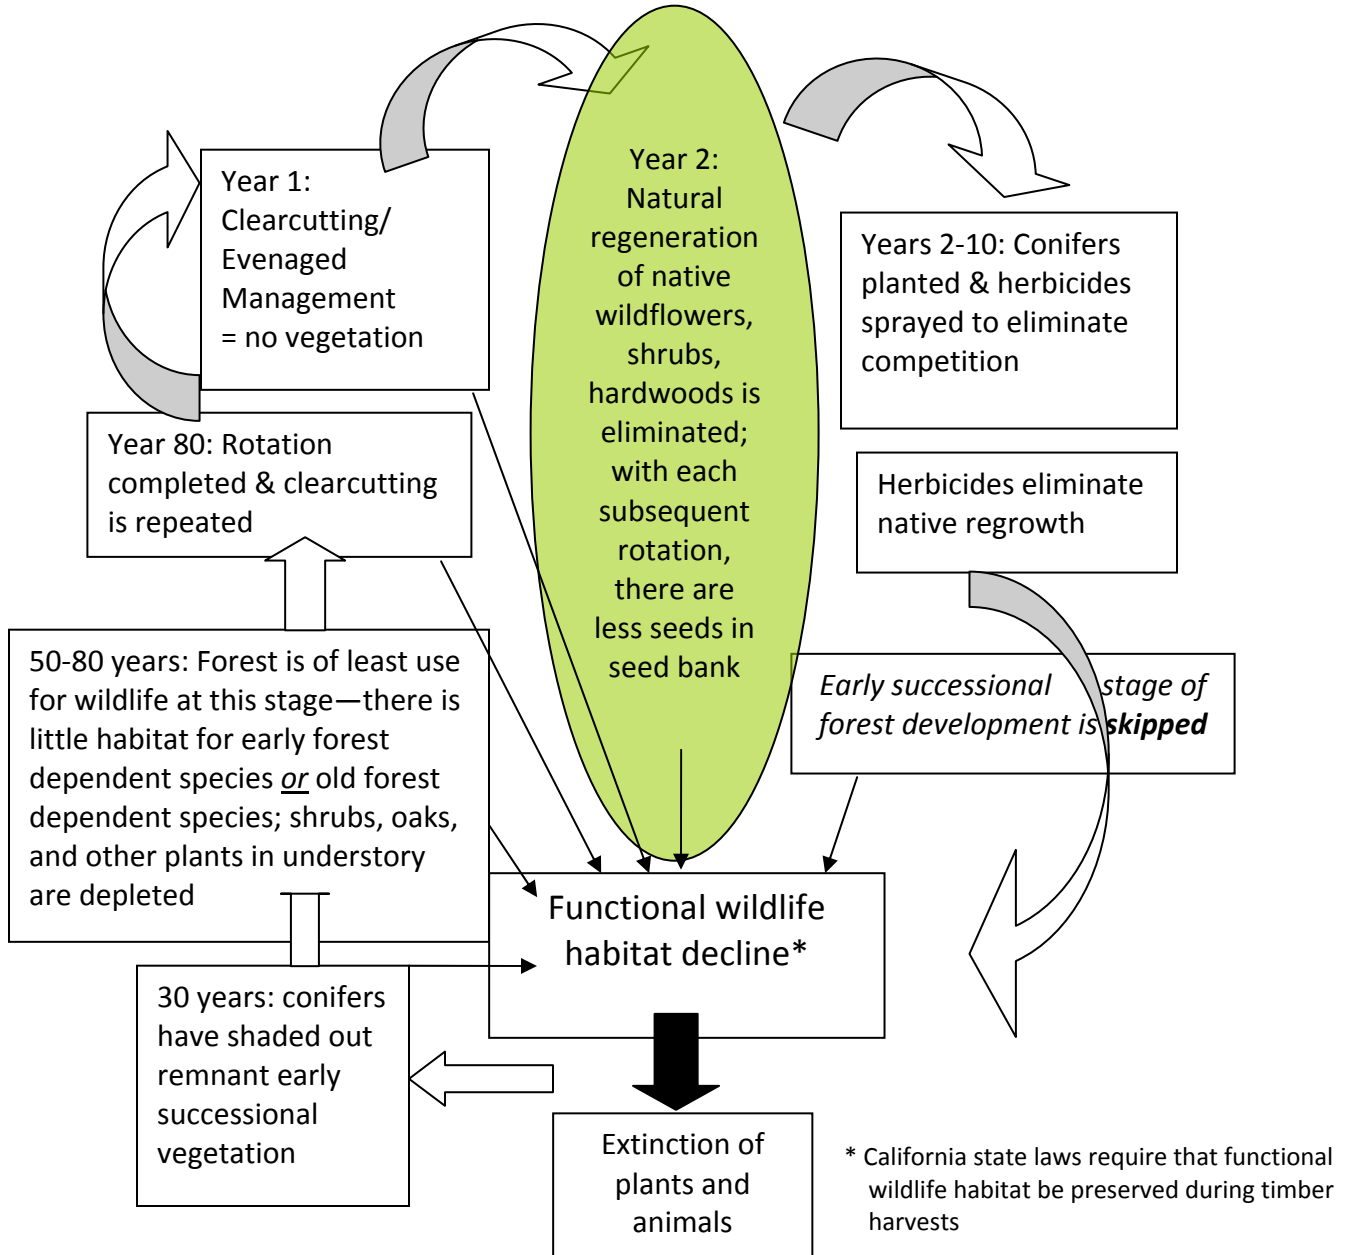 Year 1:
Clearcutting/
Evenaged
Management
= no vegetation
Year 2:
Natural
regeneration
of native
wildflowers,
shrubs,
hardwoods is
eliminated;
with each
subsequent
rotation,
there are
less seeds in
seed bank
Years 2-10: Conifers
planted & herbicides
sprayed to eliminate
competition
Herbicides eliminate
native regrowth
Early successional stage of
forest development is skipped
Year 80: Rotation
completed & clearcutting
is repeated
50-80 years: Forest is of least use
for wildlife at this stage—there is
little habitat for early forest
dependent species or old forest
dependent species; shrubs, oaks,
and other plants in understory
are depleted
30 years: conifers
have shaded out
remnant early
successional
vegetation
Functional wildlife
habitat decline*
Extinction of
plants and
animals
* California state laws require that functional
wildlife habitat be preserved during timber
harvests